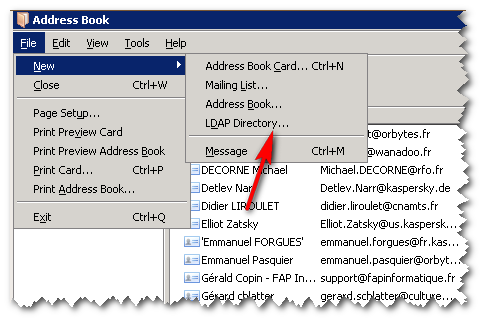 Address Book
File Edit View Tools Help
New
Close Ctrl+W
Page Setup...
Print Preview Card
Print Preview Address Book
Print Card... Ctrl+P
Print Address Book...
Exit Ctrl+Q
Address Book Card... Ctrl+N
Mailing List...
Address Book...
LDAP Directory...
Message Ctrl+M
@orbytes.fr
@wanadoo.fr
DECORNE Michael Michael.DECORNE@rfo.fr
Detlev Narr Detlev.Narr@kaspersky.de
Didier LIROULET didier.liroulet@cnamts.fr
Elliot Zatsky Elliot.Zatsky@us.kaspersky....
'Emmanuel FORGUES' emmanuel.forgues@fr.kas...
Emmanuel Pasquier emmanuel.pasquier@orbyt...
Gérald Copin - FAP In... support@fapinformatique.fr
Gérard chlatter gerard.schlatter@culture...